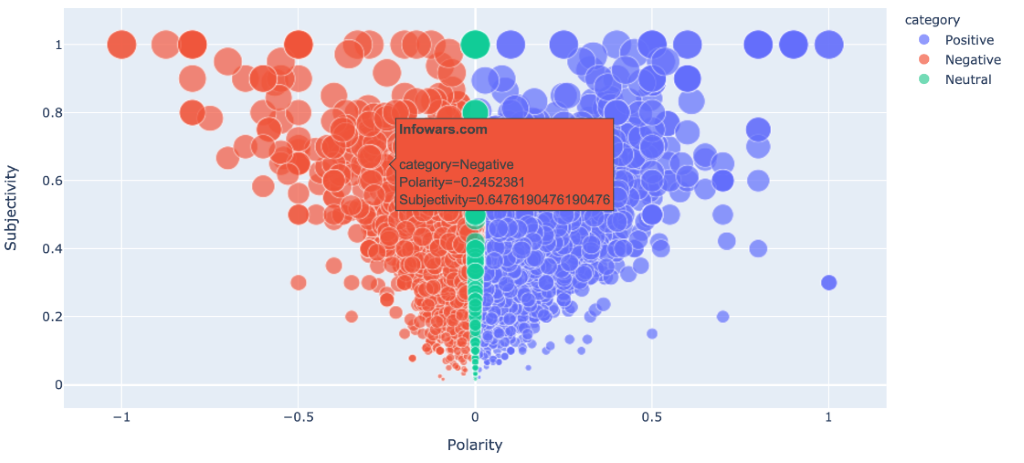 category
Positive
Negative
Neutral
1
0.8
0.6
0.4
0.2
0
Subjectivity
Infowars.com
category=Negative
Polarity=−0.2452381
Subjectivity=0.6476190476190476
−1
−0.5
0
0.5
1
Polarity